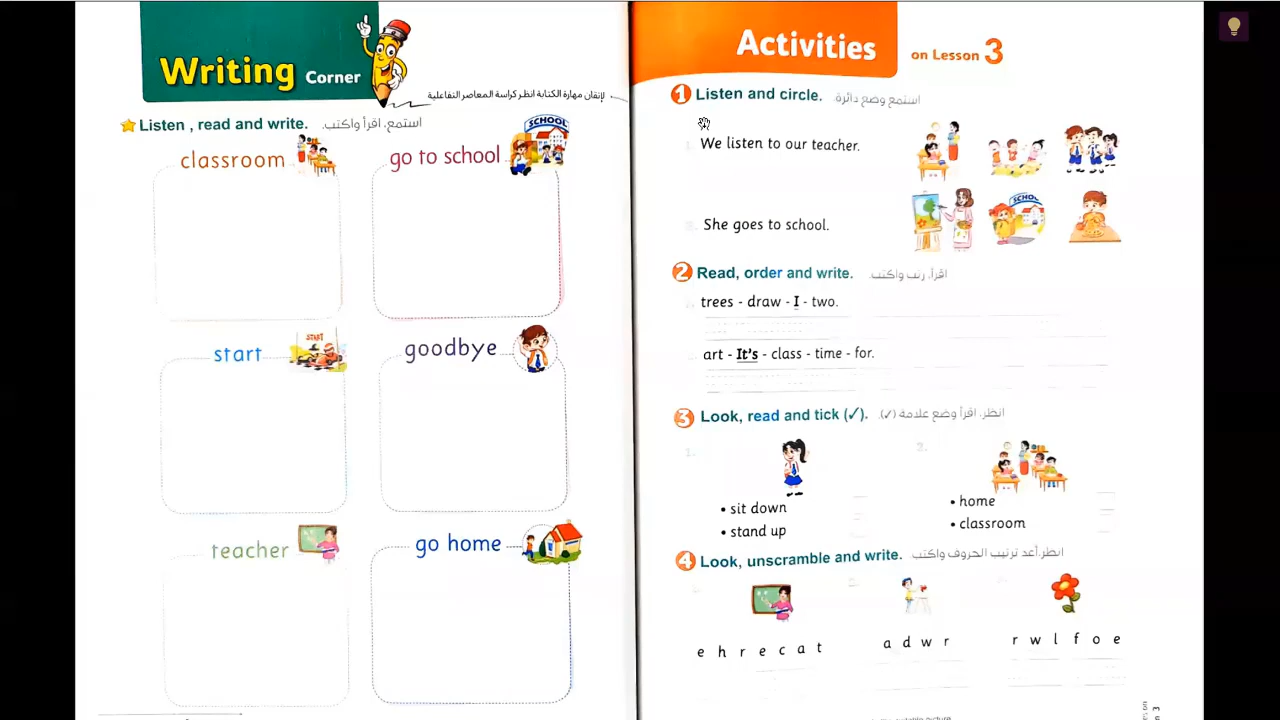 Writing Corner
لإتقان مهارة الكتابة انظر كراسة المعاصر التفاعلية
Listen , read and write. استمع، اقرأ واكتب.
classroom
go to school
SCHOOL
start
START
goodbye
teacher
go home
Activities on Lesson 3
1 Listen and circle. استمع وضع دائرة.
We listen to our teacher.
She goes to school.
SCHOOL
2 Read, order and write. اقرأ، رتب واكتب.
trees - draw - I - two.
art - It's - class - time - for.
3 Look, read and tick (✓). انظر، اقرأ وضع علامة (✓).
1.
• sit down
• stand up
2.
• home
• classroom
4 Look, unscramble and write. انظر، أعد ترتيب الحروف واكتب
e h r e c a t
a d w r
r w l f o e